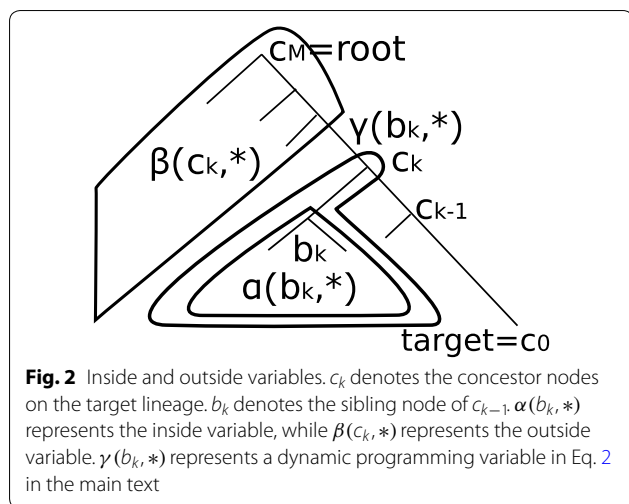 cM=root
γ(bk,*)
β(ck,*)
ck
ck-1
bk
α(bk,*)
target=c0
Fig. 2 Inside and outside variables. ck denotes the concestor nodes
on the target lineage. bk denotes the sibling node of ck−1. α(bk, ∗)
represents the inside variable, while β(ck, ∗) represents the outside
variable. γ(bk, ∗) represents a dynamic programming variable in Eq. 2
in the main text